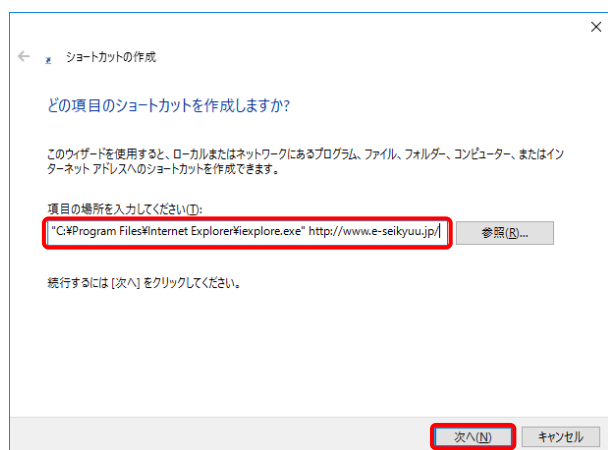 ショートカットの作成
どの項目のショートカットを作成しますか?
このウィザードを使用すると、ローカルまたはネットワークにあるプログラム、ファイル、フォルダー、コンピューター、またはイン
ターネット アドレスへのショートカットを作成できます。
項目の場所を入力してください(T):
"C:¥Program Files¥Internet Explorer¥iexplore.exe" http://www.e-seikyuu.jp/
参照(R)...
続行するには [次へ] をクリックしてください。
次へ(N)
キャンセル